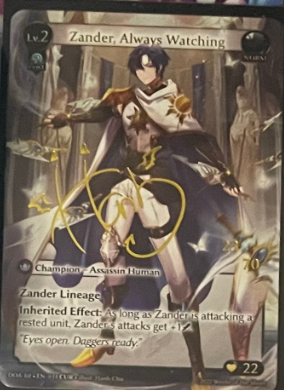 Lv.2
Zander, Always Watching
NORM
Champion – Assassin Human
Zander Lineage
Inherited Effect: As long as Zander is attacking a
rested unit, Zander's attacks get +1
"Eyes open. Daggers ready."
22